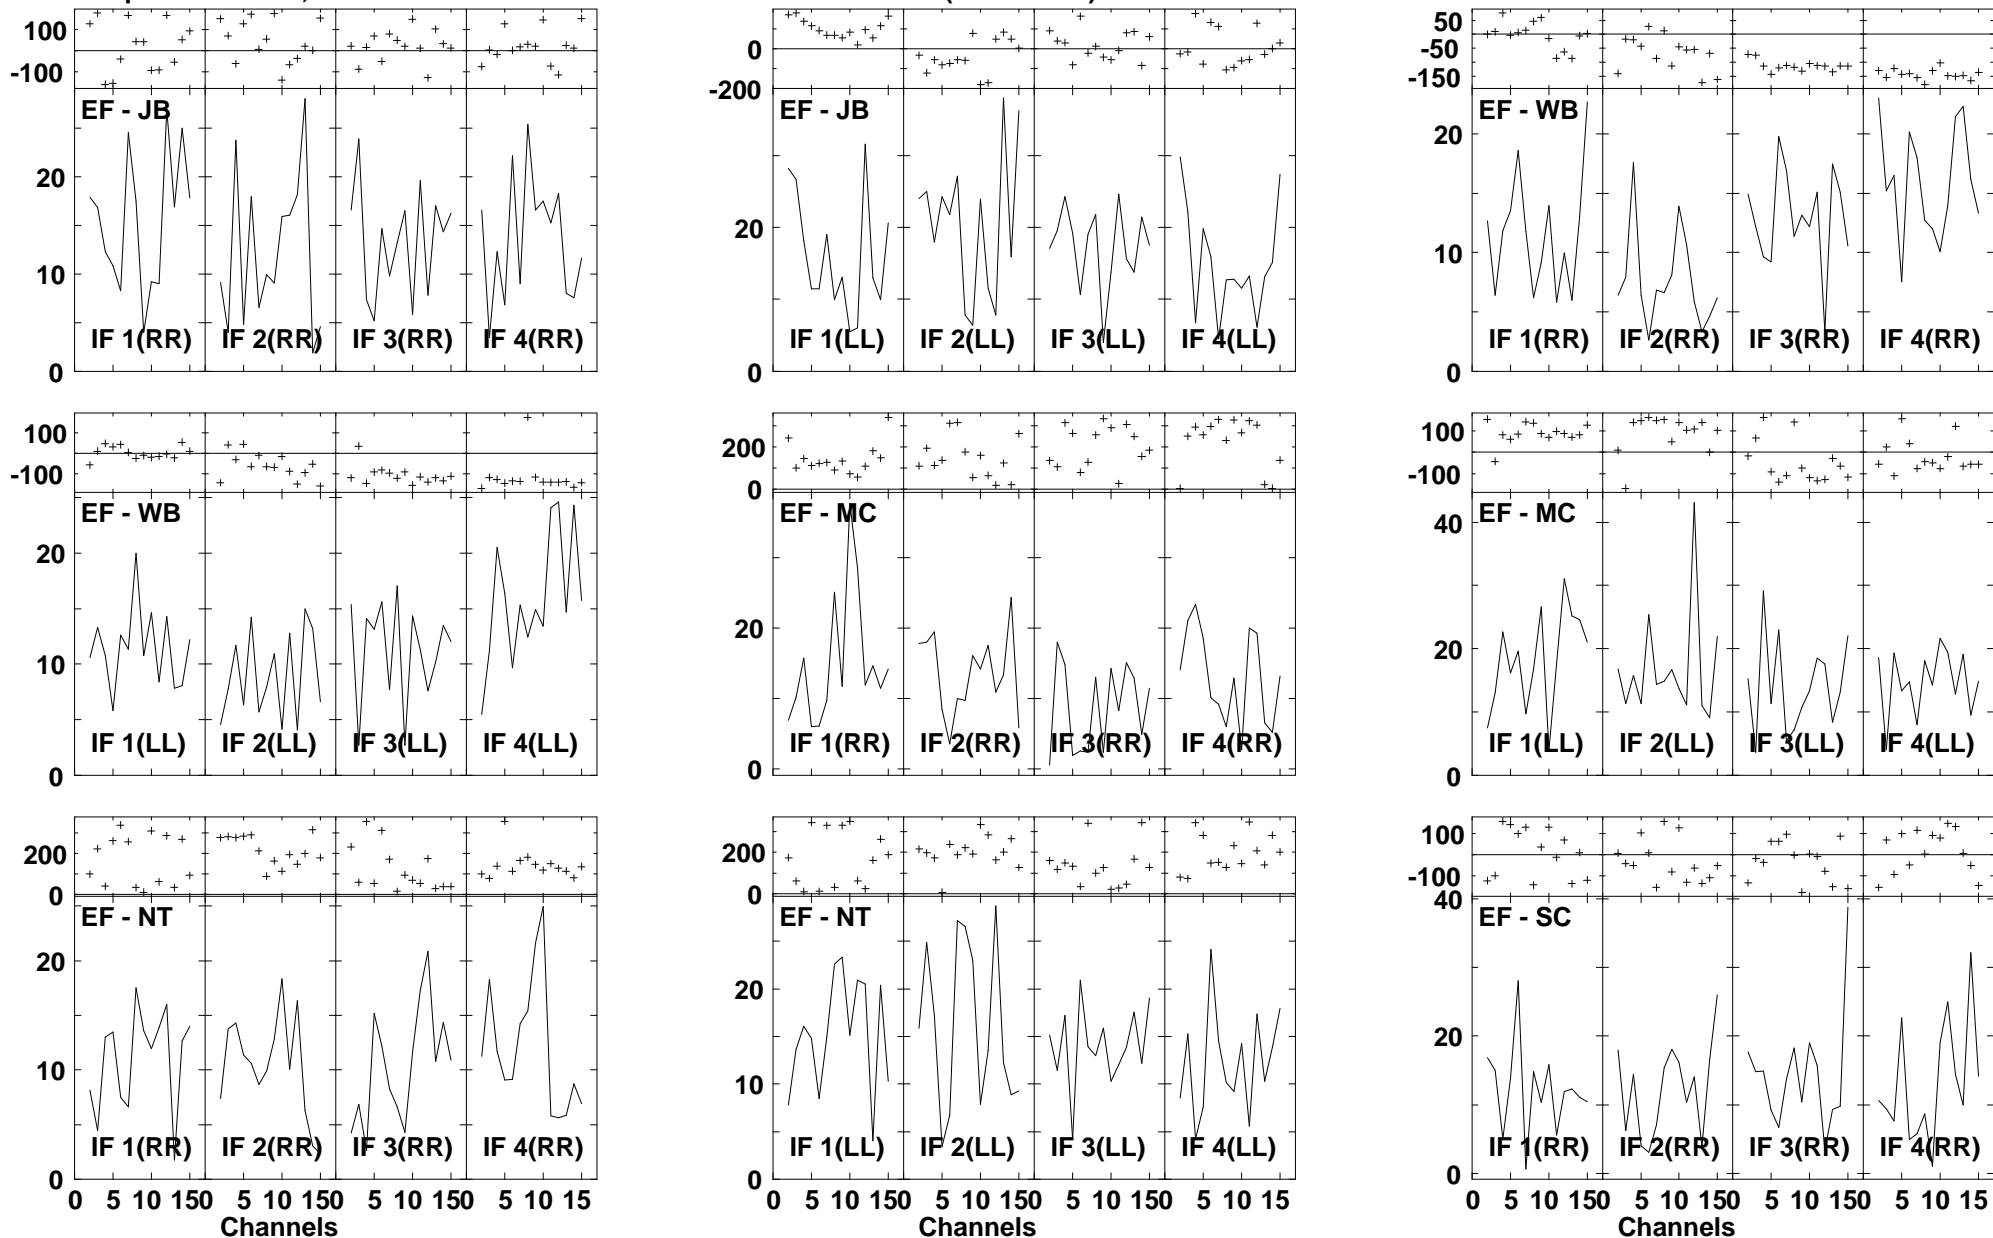 100
-100
EF - JB
20
10
0
IF 1(RR) IF 2(RR) IF 3(RR) IF 4(RR)
0
-200
EF - JB
20
0
IF 1(LL) IF 2(LL) IF 3(LL) IF 4(LL)
50
-50
-150
EF - WB
20
10
0
IF 1(RR) IF 2(RR) IF 3(RR) IF 4(RR)
100
-100
EF - WB
20
10
0
IF 1(LL) IF 2(LL) IF 3(LL) IF 4(LL)
200
0
EF - MC
20
0
IF 1(RR) IF 2(RR) IF 3(RR) IF 4(RR)
100
-100
EF - MC
40
20
0
IF 1(LL) IF 2(LL) IF 3(LL) IF 4(LL)
200
0
EF - NT
20
10
0
IF 1(RR) IF 2(RR) IF 3(RR) IF 4(RR)
0 5 10 150 5 10 150 5 10 150 5 10 15
Channels
200
0
EF - NT
20
10
0
IF 1(LL) IF 2(LL) IF 3(LL) IF 4(LL)
0 5 10 150 5 10 150 5 10 150 5 10 15
Channels
100
-100
EF - SC
40
20
0
IF 1(RR) IF 2(RR) IF 3(RR) IF 4(RR)
0 5 10 150 5 10 150 5 10 150 5 10 15
Channels